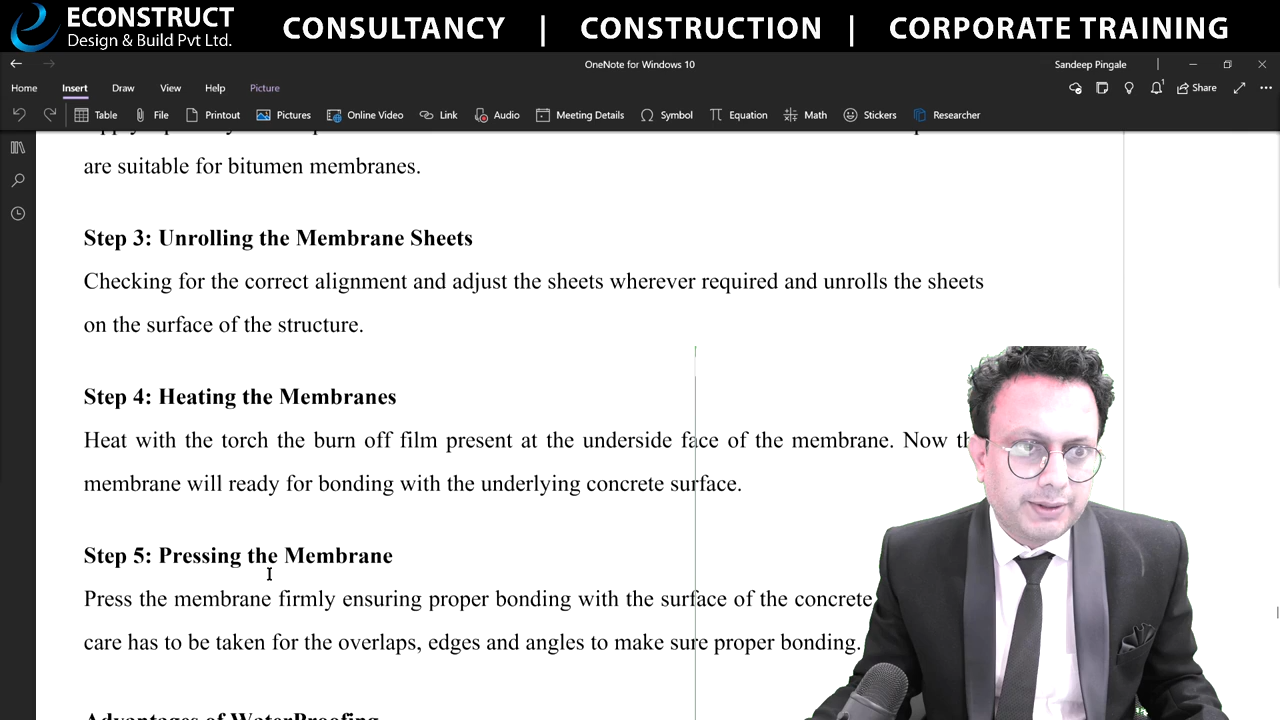 ECONSTRUCT
Design & Build Pvt Ltd.
CONSULTANCY | CONSTRUCTION | CORPORATE TRAINING
OneNote for Windows 10
Sandeep Pingale
Home Insert Draw View Help Picture
1 Share
Table File Printout Pictures Online Video Link Audio Meeting Details Symbol Equation Math Stickers Researcher
are suitable for bitumen membranes.
Step 3: Unrolling the Membrane Sheets
Checking for the correct alignment and adjust the sheets wherever required and unrolls the sheets
on the surface of the structure.
Step 4: Heating the Membranes
Heat with the torch the burn off film present at the underside face of the membrane. Now
membrane will ready for bonding with the underlying concrete surface.
Step 5: Pressing the Membrane
Press the membrane firmly ensuring proper bonding with the surface of the concrete
care has to be taken for the overlaps, edges and angles to make sure proper bonding.
Advantages of WaterProofing